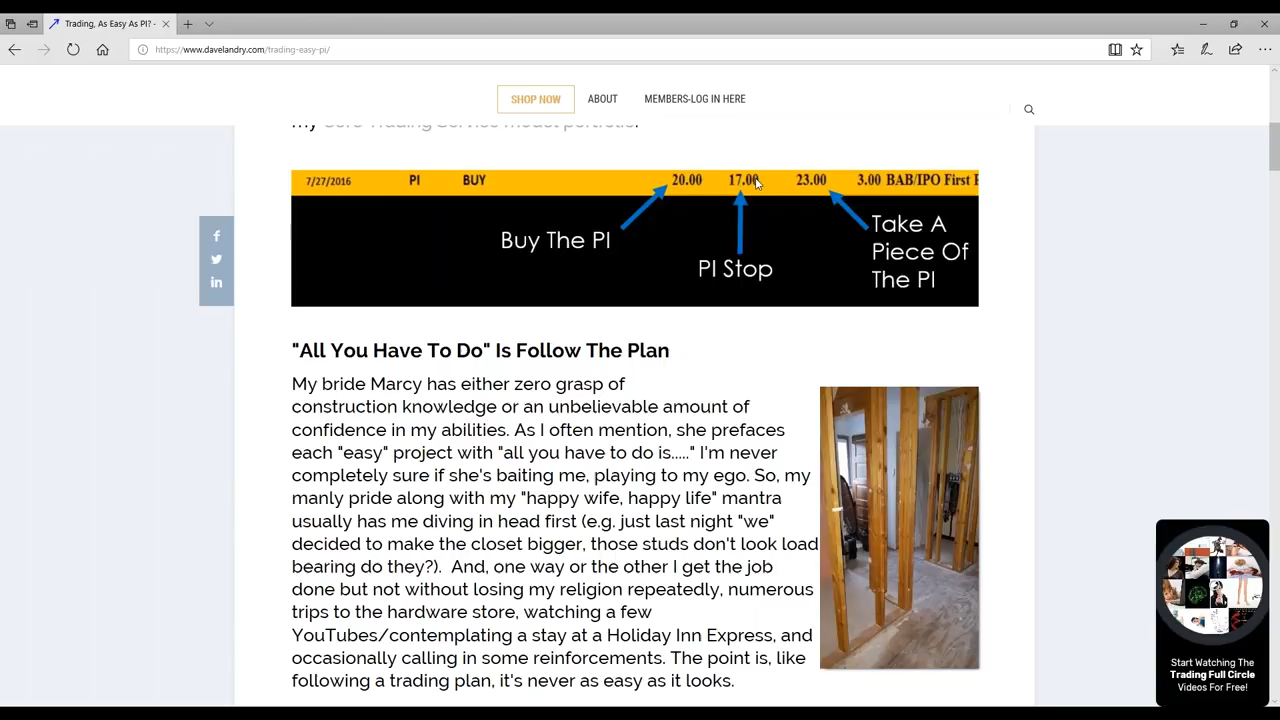 Trading, As Easy As PI? -
https://www.davelandry.com/trading-easy-pi/
SHOP NOW ABOUT MEMBERS-LOG IN HERE
my Core Trading Service model portfolio.
7/27/2016 PI BUY 20.00 17.00 23.00 3.00 BAB/IPO First
Buy The PI
PI Stop
Take A
Piece Of
The PI
"All You Have To Do" Is Follow The Plan
My bride Marcy has either zero grasp of
construction knowledge or an unbelievable amount of
confidence in my abilities. As I often mention, she prefaces
each "easy" project with "all you have to do is....." I'm never
completely sure if she's baiting me, playing to my ego. So, my
manly pride along with my "happy wife, happy life" mantra
usually has me diving in head first (e.g. just last night "we"
decided to make the closet bigger, those studs don't look load
bearing do they?). And, one way or the other I get the job
done but not without losing my religion repeatedly, numerous
trips to the hardware store, watching a few
YouTubes/contemplating a stay at a Holiday Inn Express, and
occasionally calling in some reinforcements. The point is, like
following a trading plan, it's never as easy as it looks.
Start Watching The
Trading Full Circle
Videos For Free!